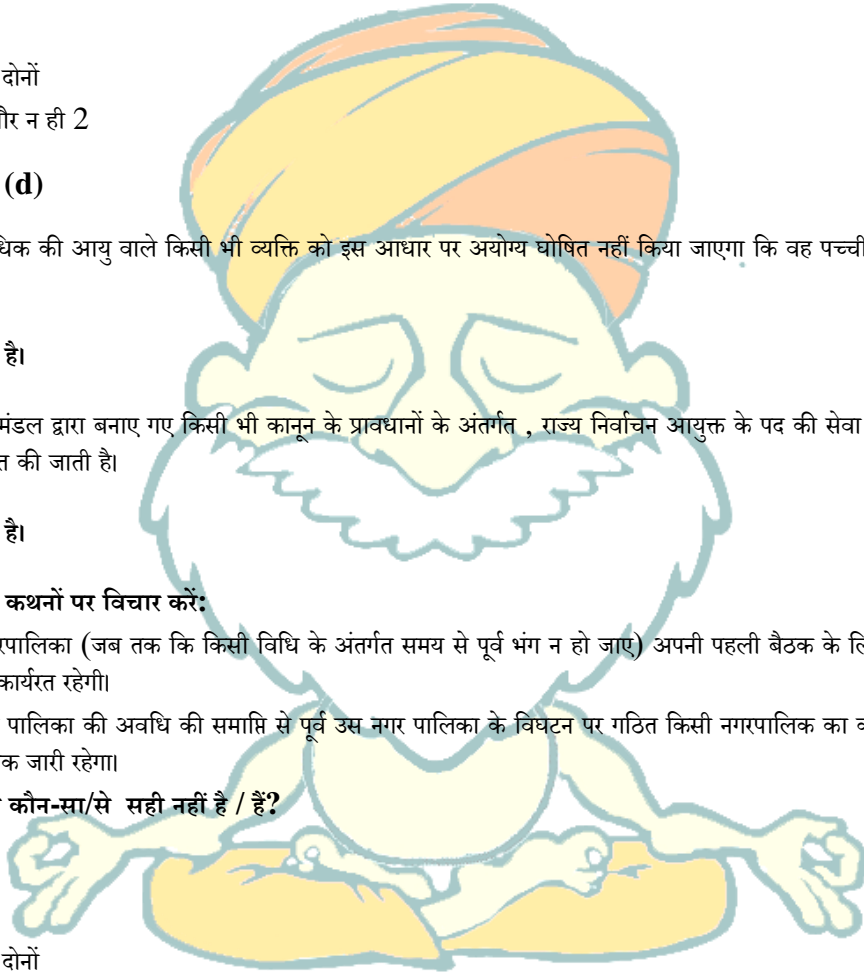 दोनों
और न ही 2
(d)
धिक की आयु वाले किसी भी व्यक्ति को इस आधार पर अयोग्य घोषित नहीं किया जाएगा कि वह पच्ची
है।
मंडल द्वारा बनाए गए किसी भी कानून के प्रावधानों के अंतर्गत , राज्य निर्वाचन आयुक्त के पद की सेवा
त की जाती है।
है।
कथनों पर विचार करें:
रपालिका (जब तक कि किसी विधि के अंतर्गत समय से पूर्व भंग न हो जाए) अपनी पहली बैठक के लि
कार्यरत रहेगी।
पालिका की अवधि की समाप्ति से पूर्व उस नगर पालिका के विघटन पर गठित किसी नगरपालिक का
क जारी रहेगा।
कौन-सा/से सही नहीं है / हैं?
दोनों